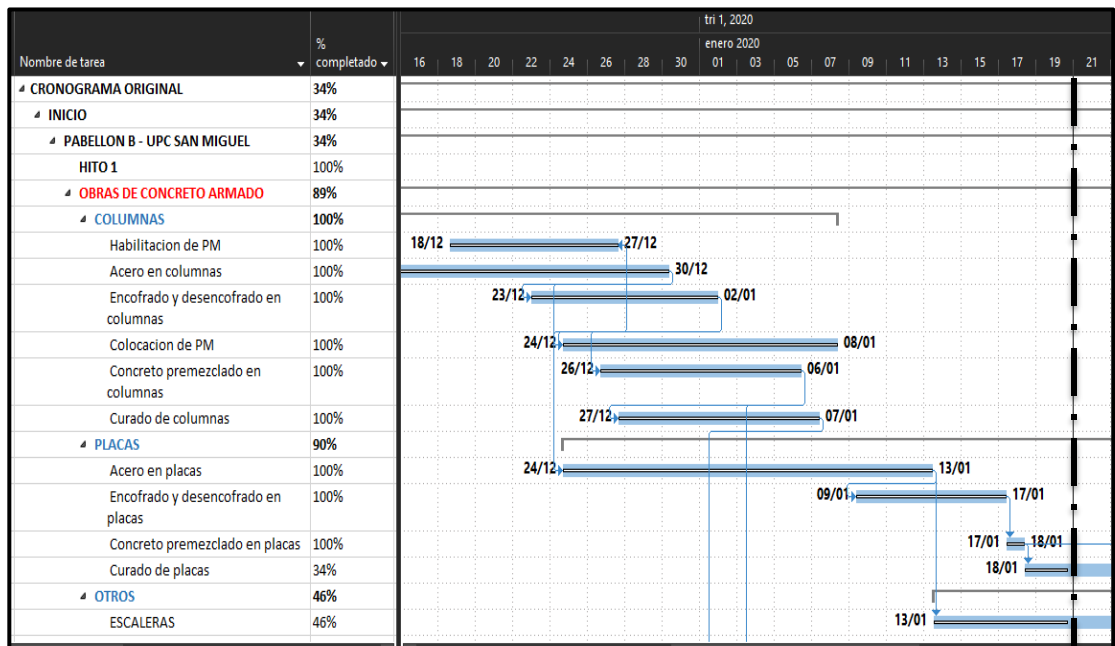 tri 1, 2020
% enero 2020
Nombre de tarea completado 16 18 20 22 24 26 28 30 01 03 05 07 09 11 13 15 17 19 21
CRONOGRAMA ORIGINAL 34%
INICIO 34%
PABELLON B - UPC SAN MIGUEL 34%
HITO 1 100%
OBRAS DE CONCRETO ARMADO 89%
COLUMNAS 100%
Habilitacion de PM 100% 18/12 27/12
Acero en columnas 100% 30/12
Encofrado y desencofrado en 100% 23/12 02/01
columnas
Colocacion de PM 100% 24/12 08/01
Concreto premezclado en 100% 26/12 06/01
columnas
Curado de columnas 100% 27/12 07/01
PLACAS 90%
Acero en placas 100% 24/12 13/01
Encofrado y desencofrado en 100% 09/01 17/01
placas
Concreto premezclado en placas 100% 17/01 18/01
Curado de placas 34% 18/01
OTROS 46%
ESCALERAS 46% 13/01